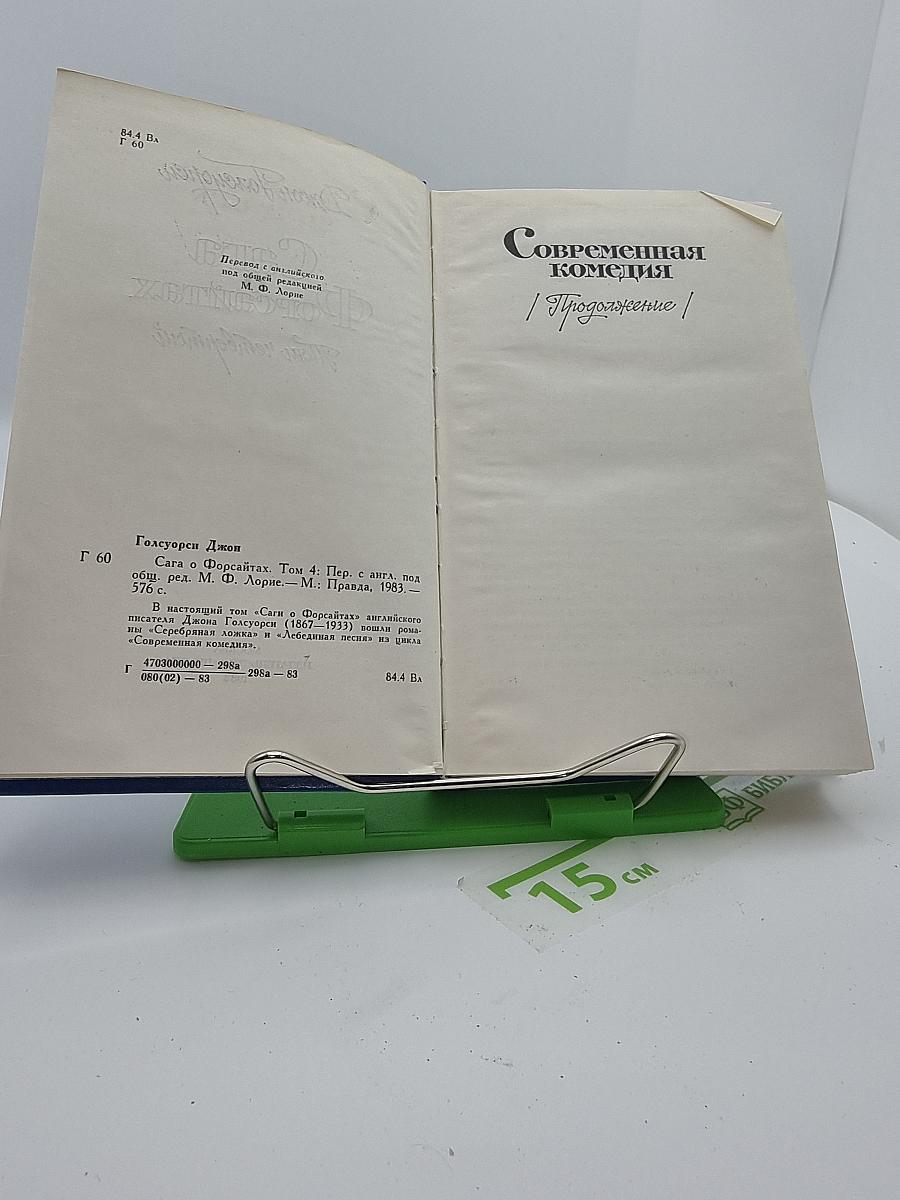 84.4 Вл
Г 60
Перевод с английского
под общей редакцией
М. Ф. Лорие
Голсуорси Джон
Г 60
Сага о Форсайтах. Том 4: Пер. с англ. под
общ. ред. М. Ф. Лорие.— М.: Правда, 1983.—
576 с.
В настоящий том «Саги о Форсайтах» английского
писателя Джона Голсуорси (1867—1933) вошли рома-
ны «Серебряная ложка» и «Лебединая песня» из цикла
«Современная комедия».
Г 4703000000 — 298а
080(02) — 83
298а — 83
84.4 Вл
Современная
комедия
/ Продолжение /
15 см